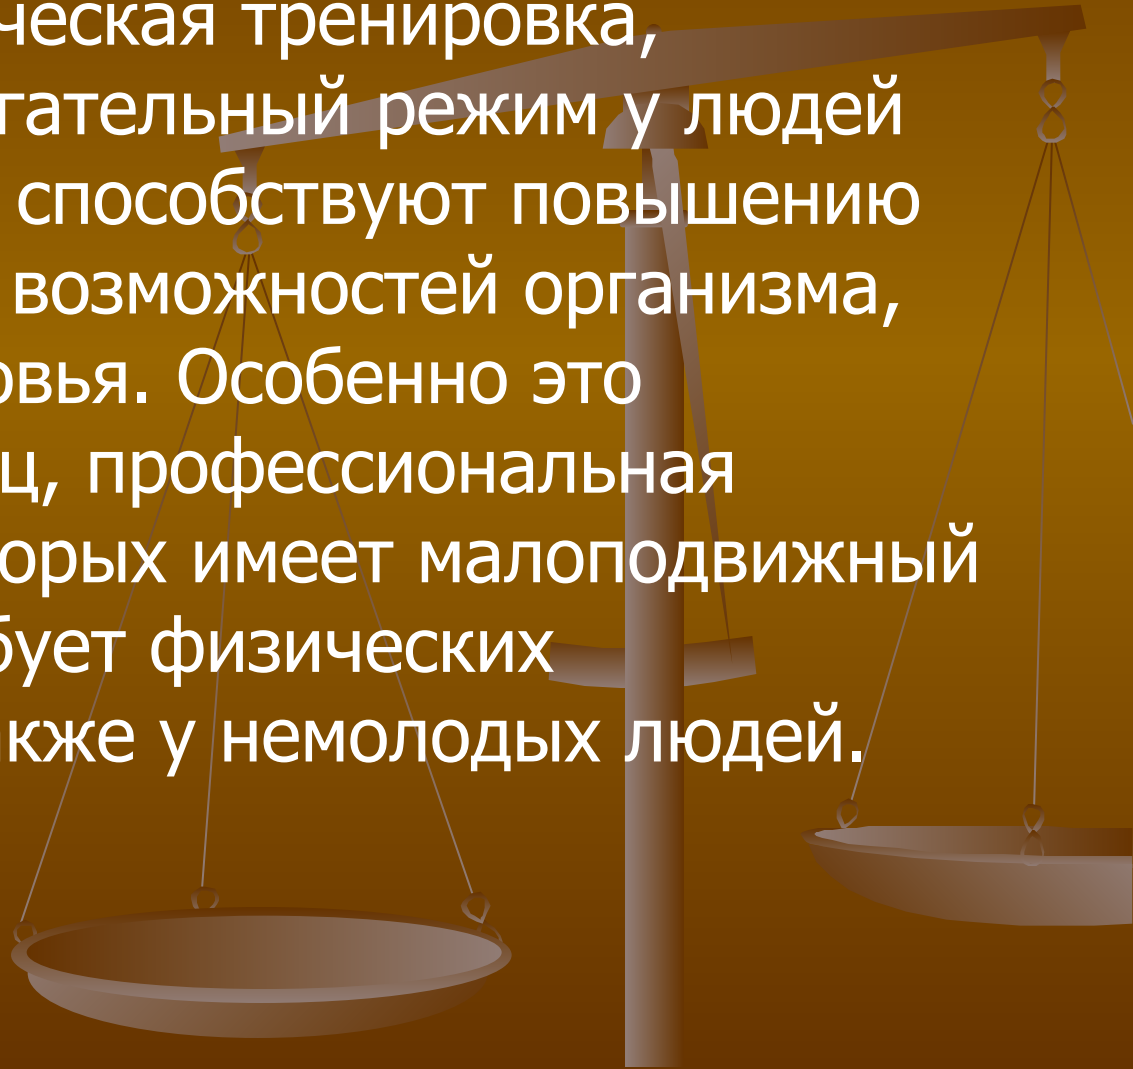 ческая тренировка,
гательный режим у людей
способствуют повышению
возможностей организма,
овья. Особенно это
ц, профессиональная
орых имеет малоподвижный
бует физических
акже у немолодых людей.